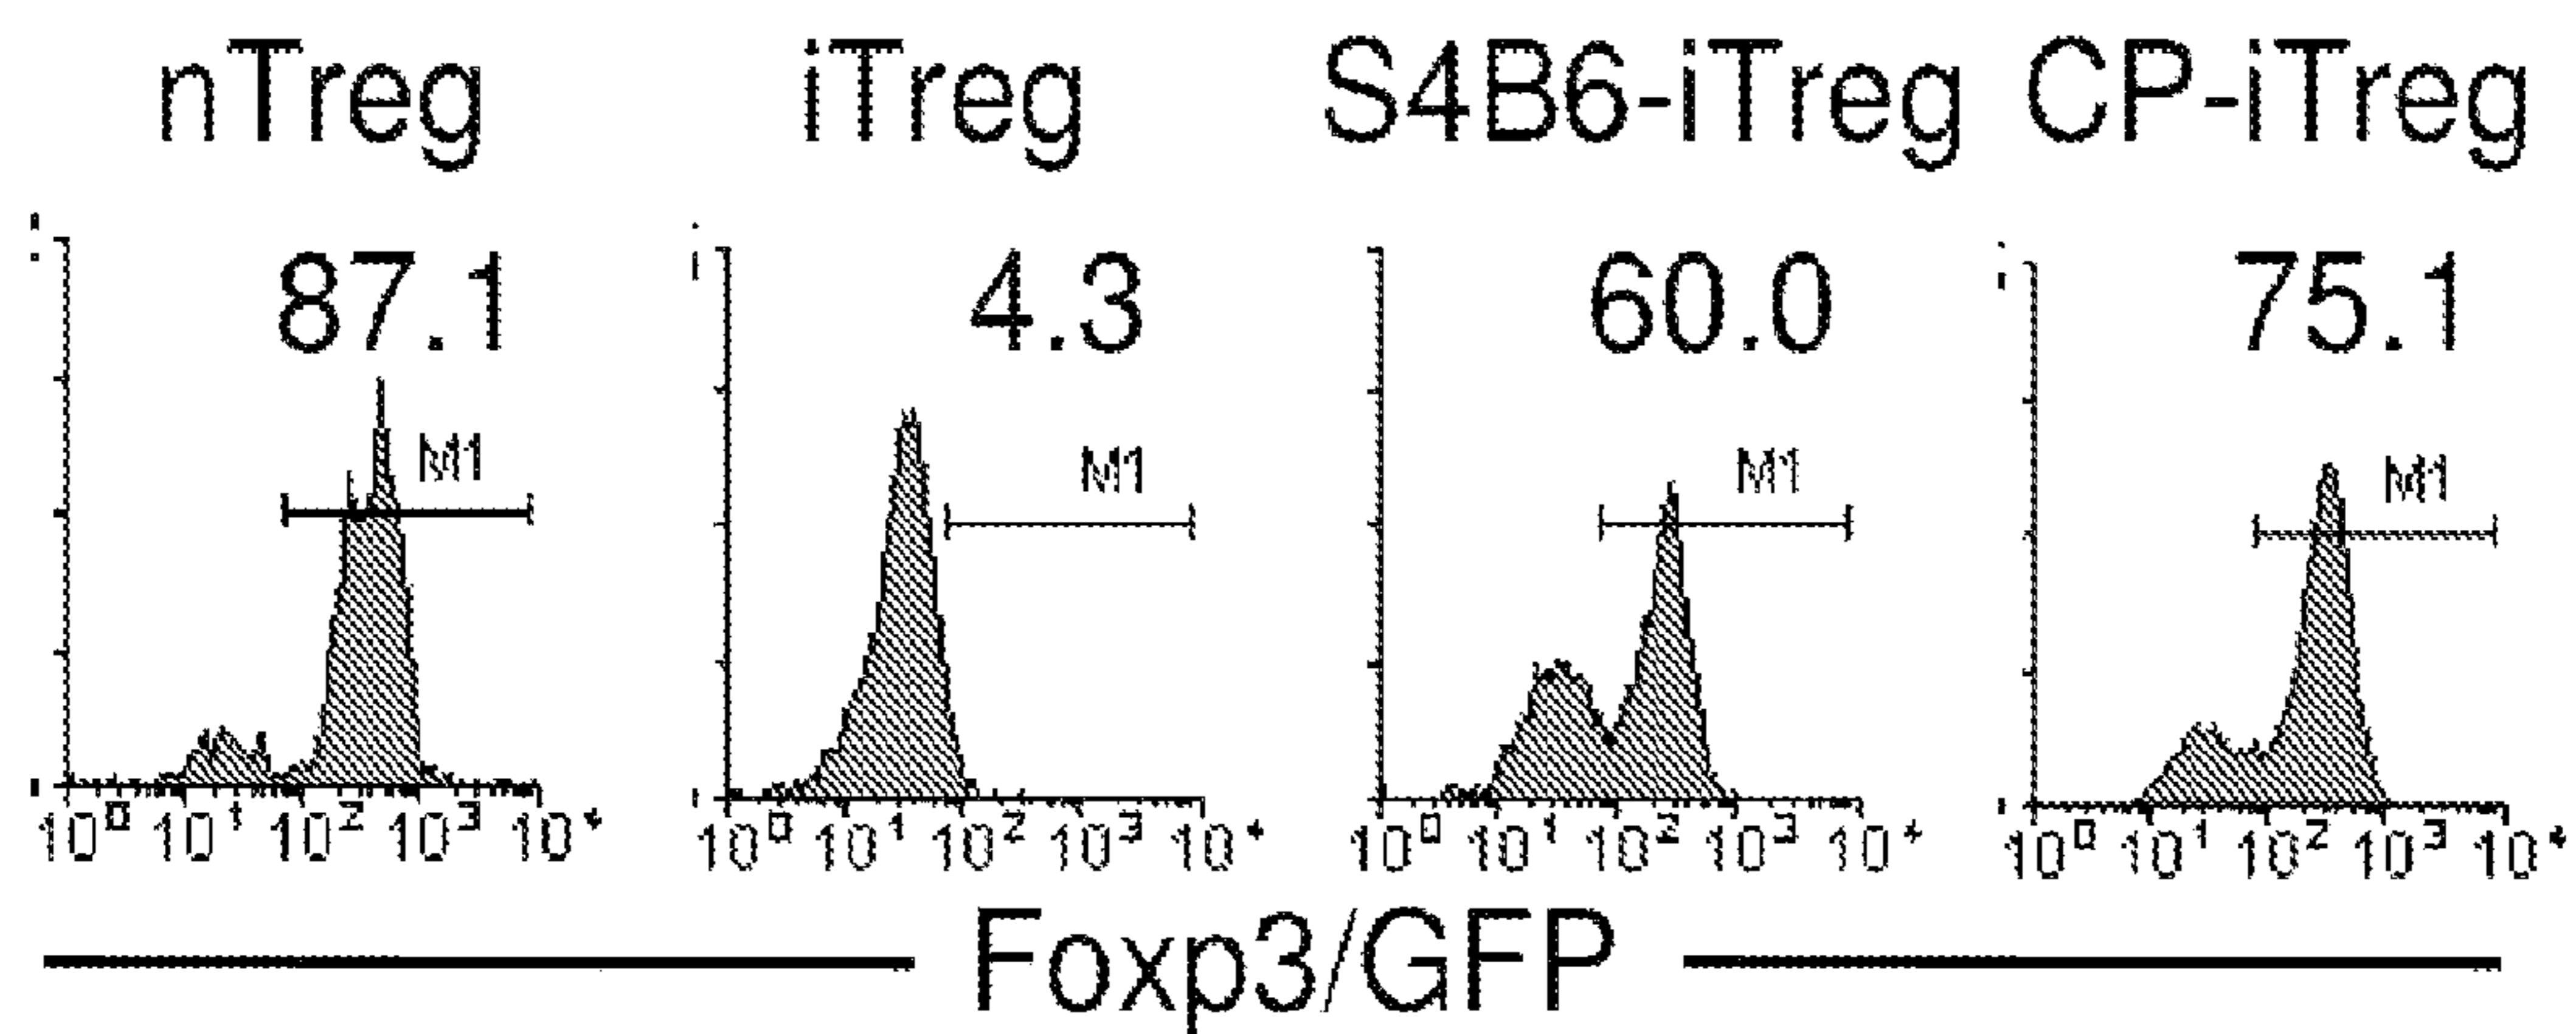 nTreg iTreg S4B6-iTreg CP-iTreg
87.1 4.3 60.0 75.1
M1 M1 M1 M1
10⁰ 10¹ 10² 10³ 10⁴ 10⁰ 10¹ 10² 10³ 10⁴ 10⁰ 10¹ 10² 10³ 10⁴ 10⁰ 10¹ 10² 10³ 10⁴
Foxp3/GFP